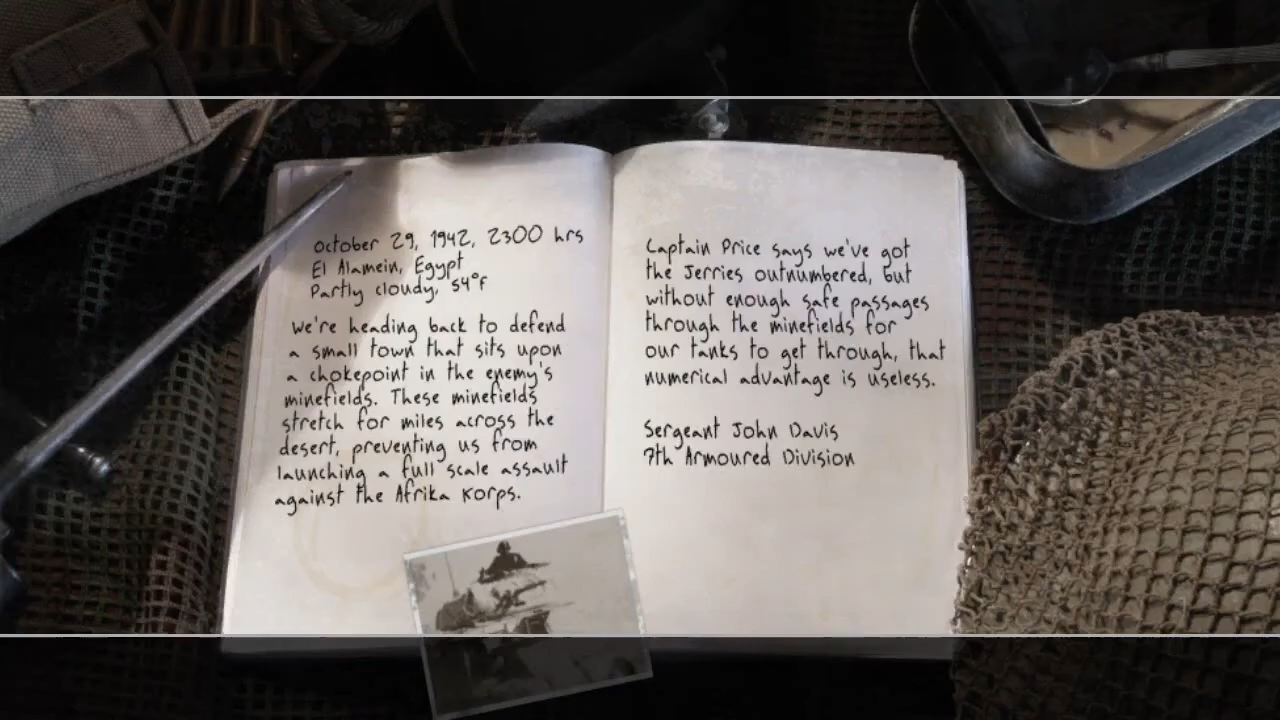 October 29, 1942, 2300 hrs
El Alamein, Egypt
Partly cloudy, 54°F
We're heading back to defend
a small town that sits upon
a chokepoint in the enemy's
minefields. These minefields
stretch for miles across the
desert, preventing us from
launching a full scale assault
against the Afrika Korps.
Captain Price says we've got
the Jerries outnumbered, but
without enough safe passages
through the minefields for
our tanks to get through, that
numerical advantage is useless.
Sergeant John Davis
7th Armoured Division